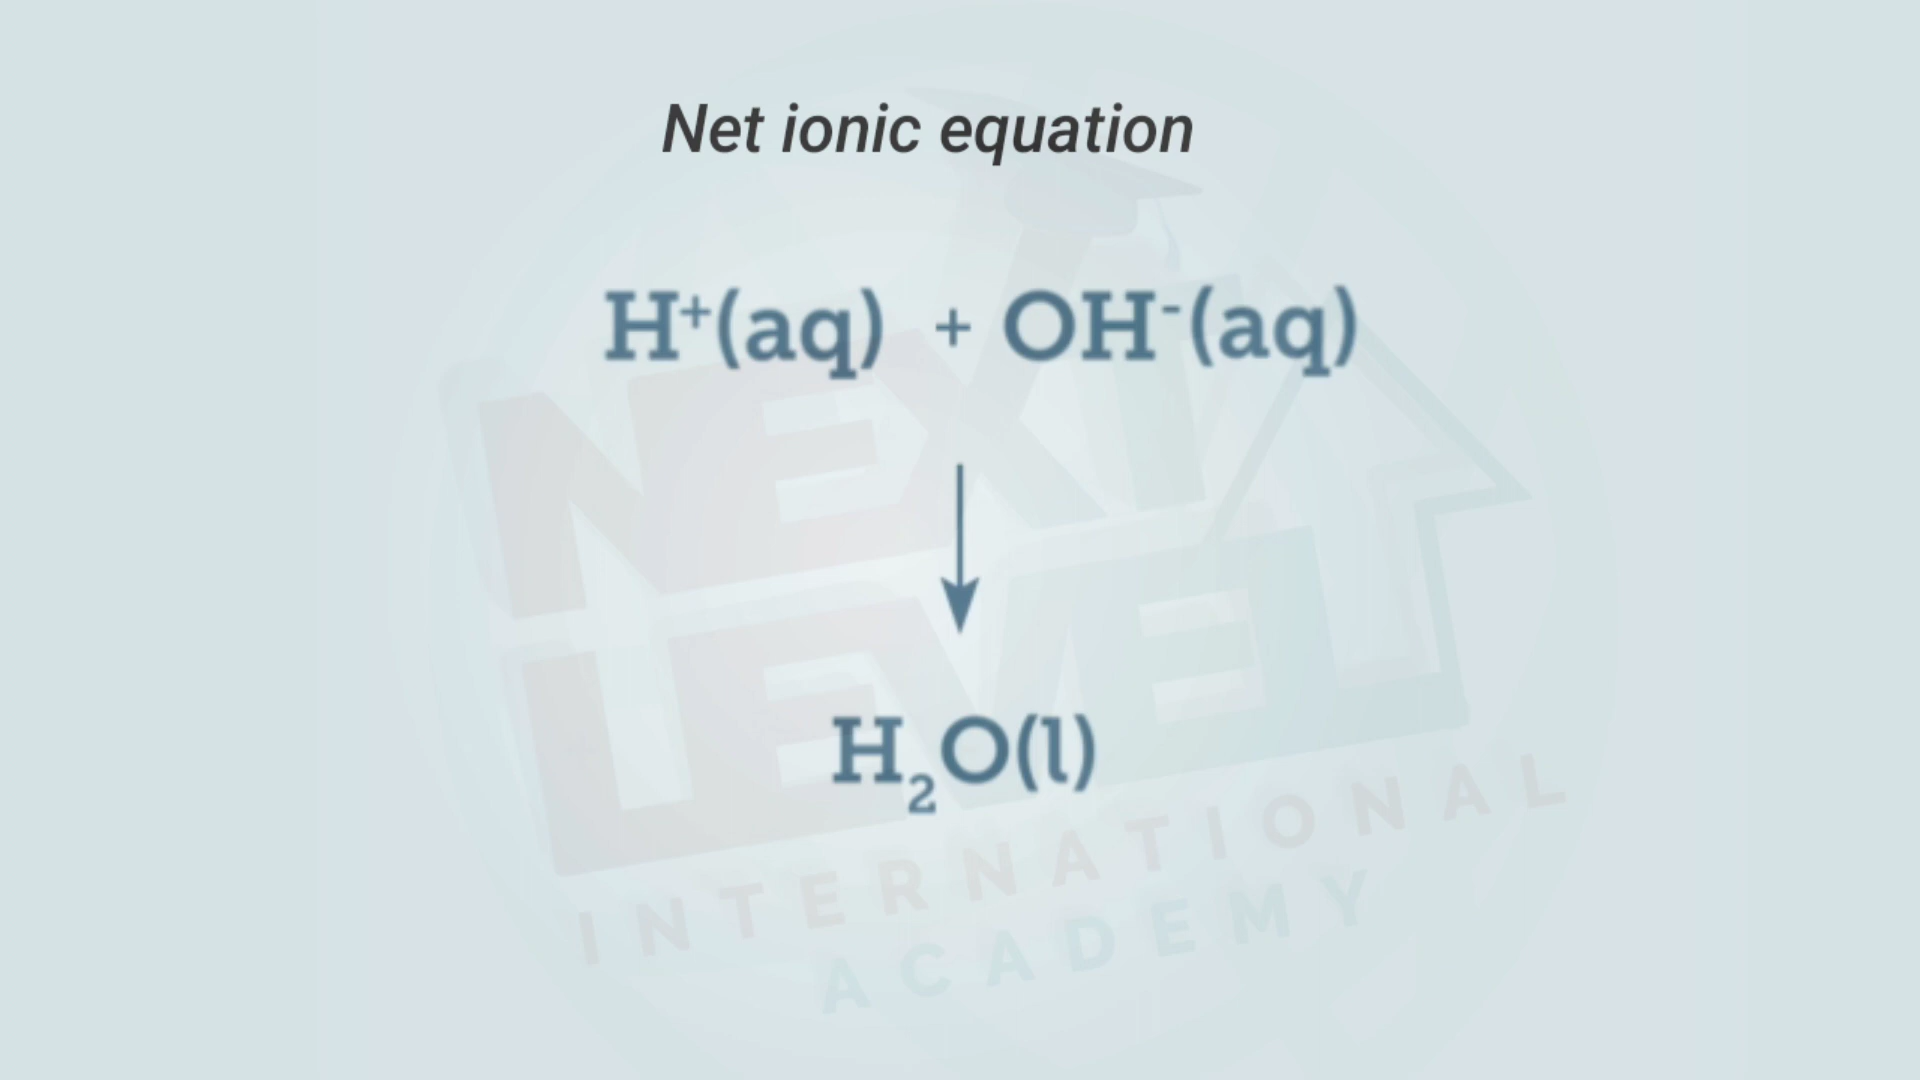 Net ionic equation
H⁺(aq) + OH⁻(aq)
H₂O(l)
NEXT
LEVEL
INTERNATIONAL
ACADEMY